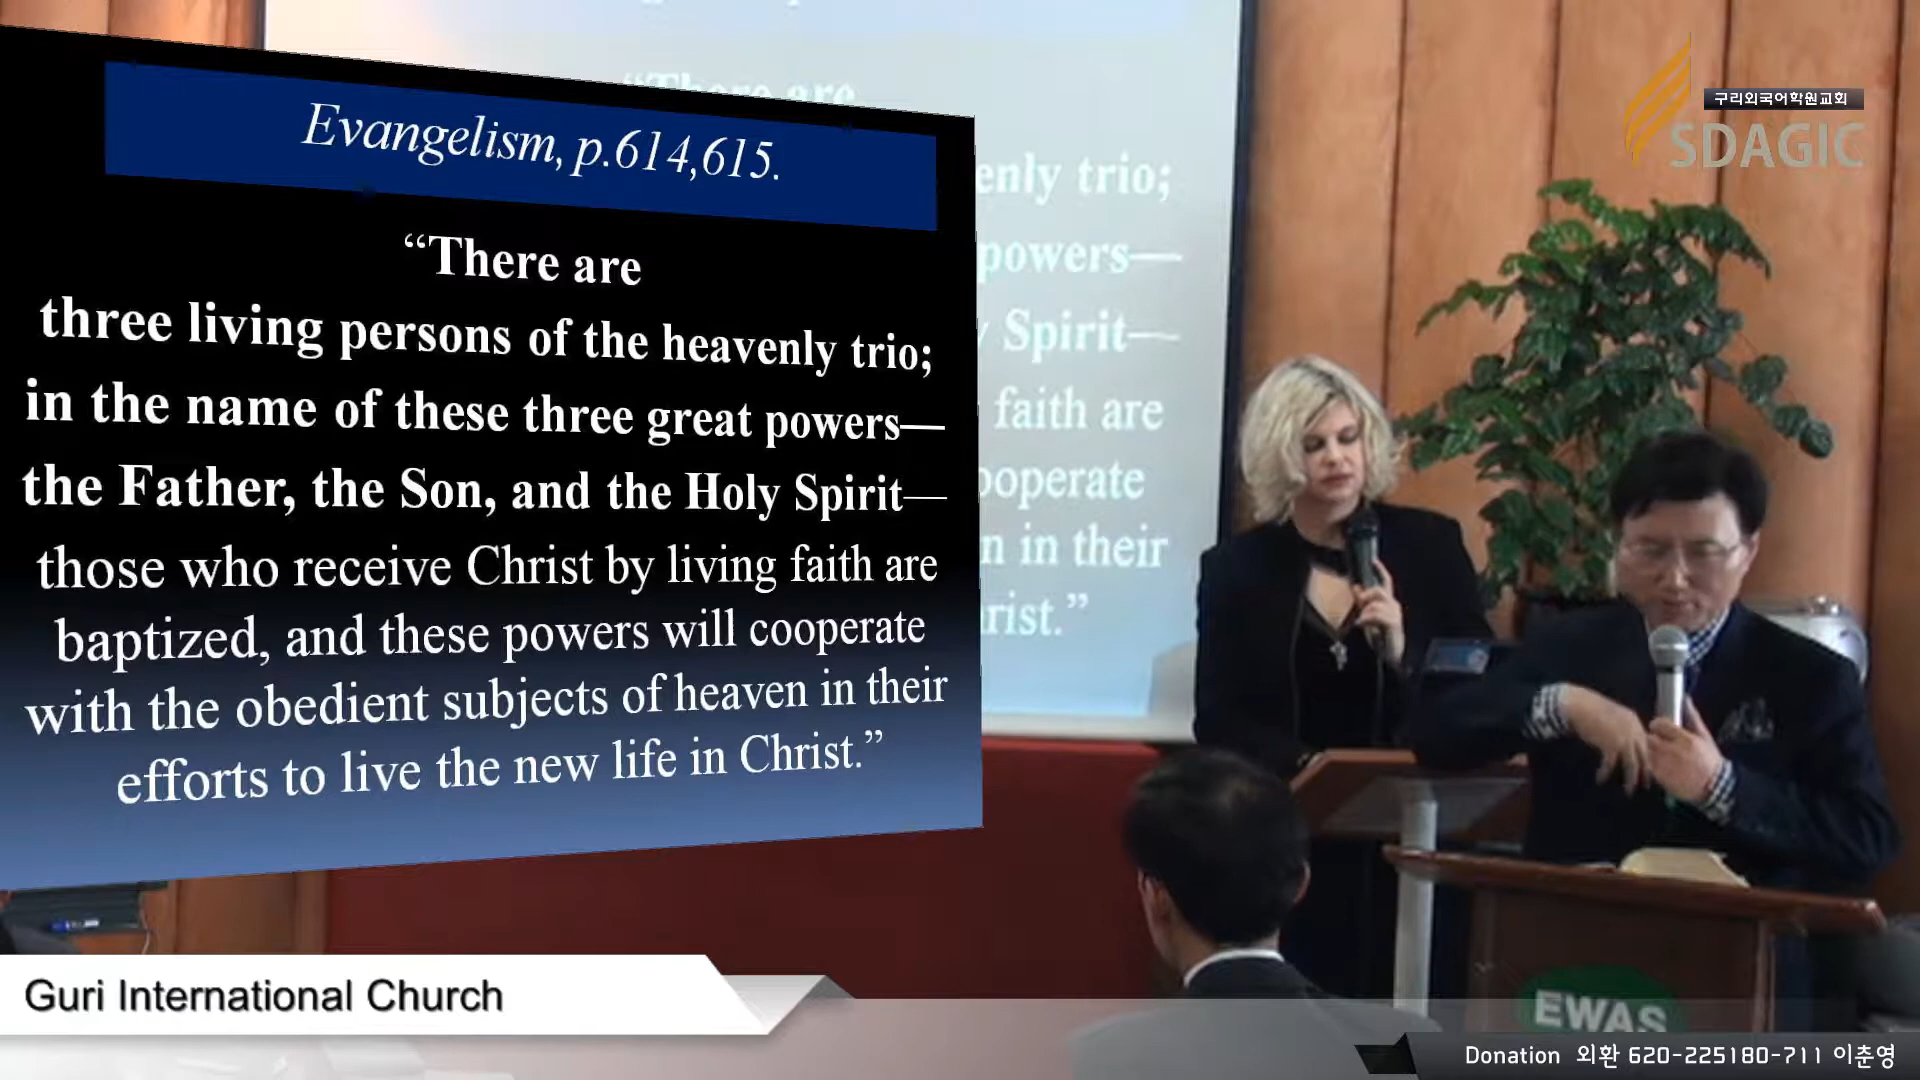 Evangelism, p.614,615.
“There are
three living persons of the heavenly trio;
in the name of these three great powers—
the Father, the Son, and the Holy Spirit—
those who receive Christ by living faith are
baptized, and these powers will cooperate
with the obedient subjects of heaven in their
efforts to live the new life in Christ.”
“There are
enly trio;
powers—
Spirit—
faith are
ooperate
n in their
rist.”
구리외국어학원교회
SDAGIC
EWAS
Guri International Church
Donation 외환 620-225180-711 이춘영